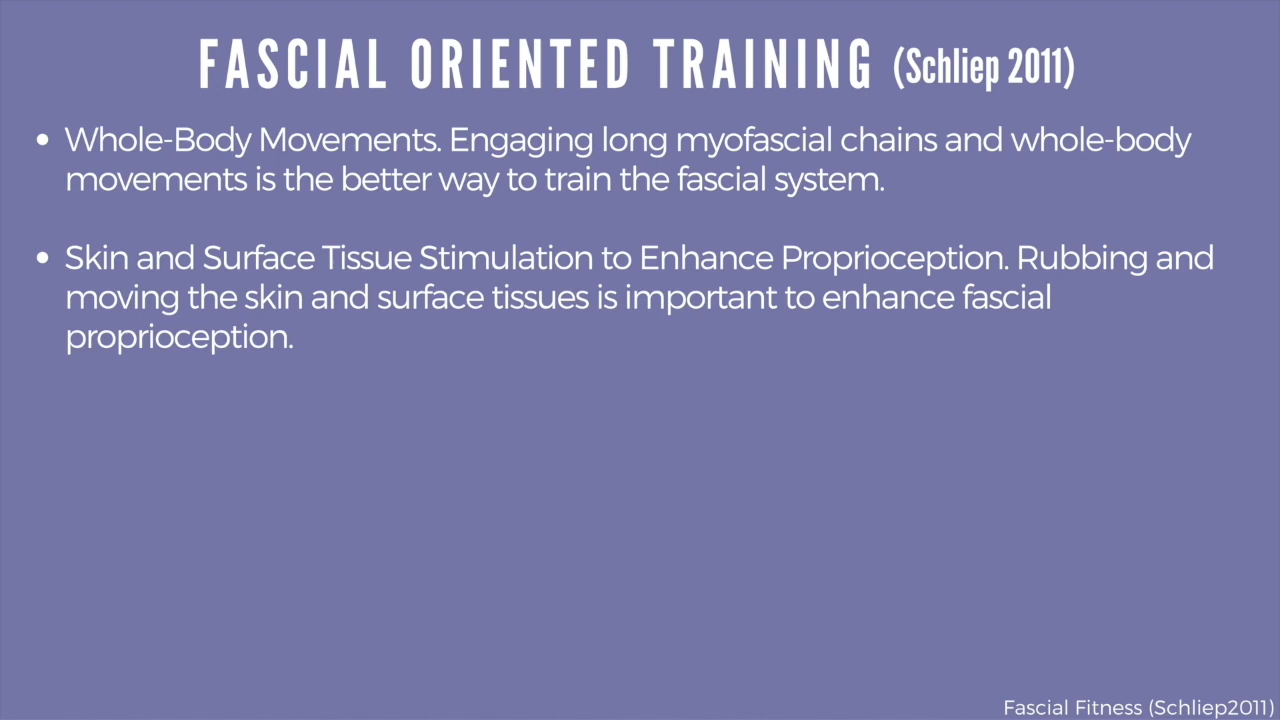 FASCIAL ORIENTED TRAINING (Schliep 2011)
• Whole-Body Movements. Engaging long myofascial chains and whole-body
movements is the better way to train the fascial system.
• Skin and Surface Tissue Stimulation to Enhance Proprioception. Rubbing and
moving the skin and surface tissues is important to enhance fascial
proprioception.
Fascial Fitness (Schliep2011)